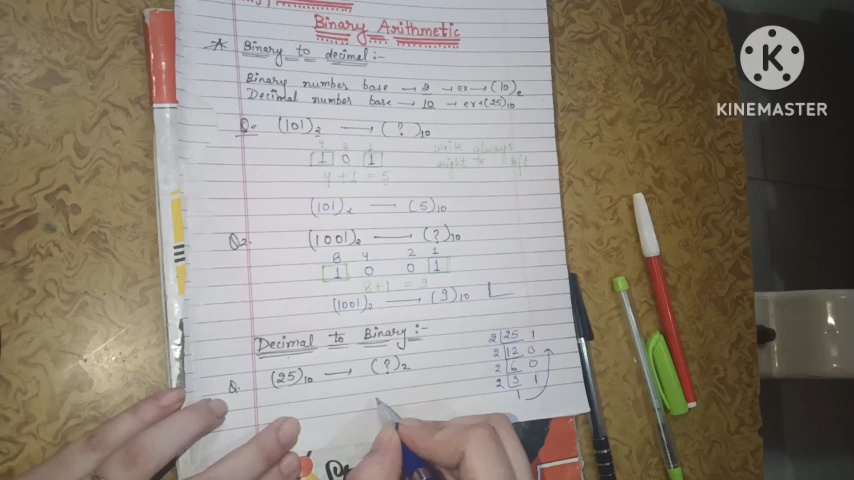 Binary Arithmetic
Binary to decimal:-
Binary number base → 2 → ex → (10)2
Decimal number base → 10 → ex → (25)10
Q. (101)2 → (?)10
4 2 1
1 0 1
4 + 1 = 5
write always
right to left
(101)2 → (5)10
Q2. (1001)2 → (?)10
8 4 2 1
1 0 0 1
8 + 1 = 9
(1001)2 → (9)10
Decimal to Binary:-
Q. (25)10 → (?)2
2 25 1
2 12 0
2 6 0
2 3 1
1
K
KINEMASTER